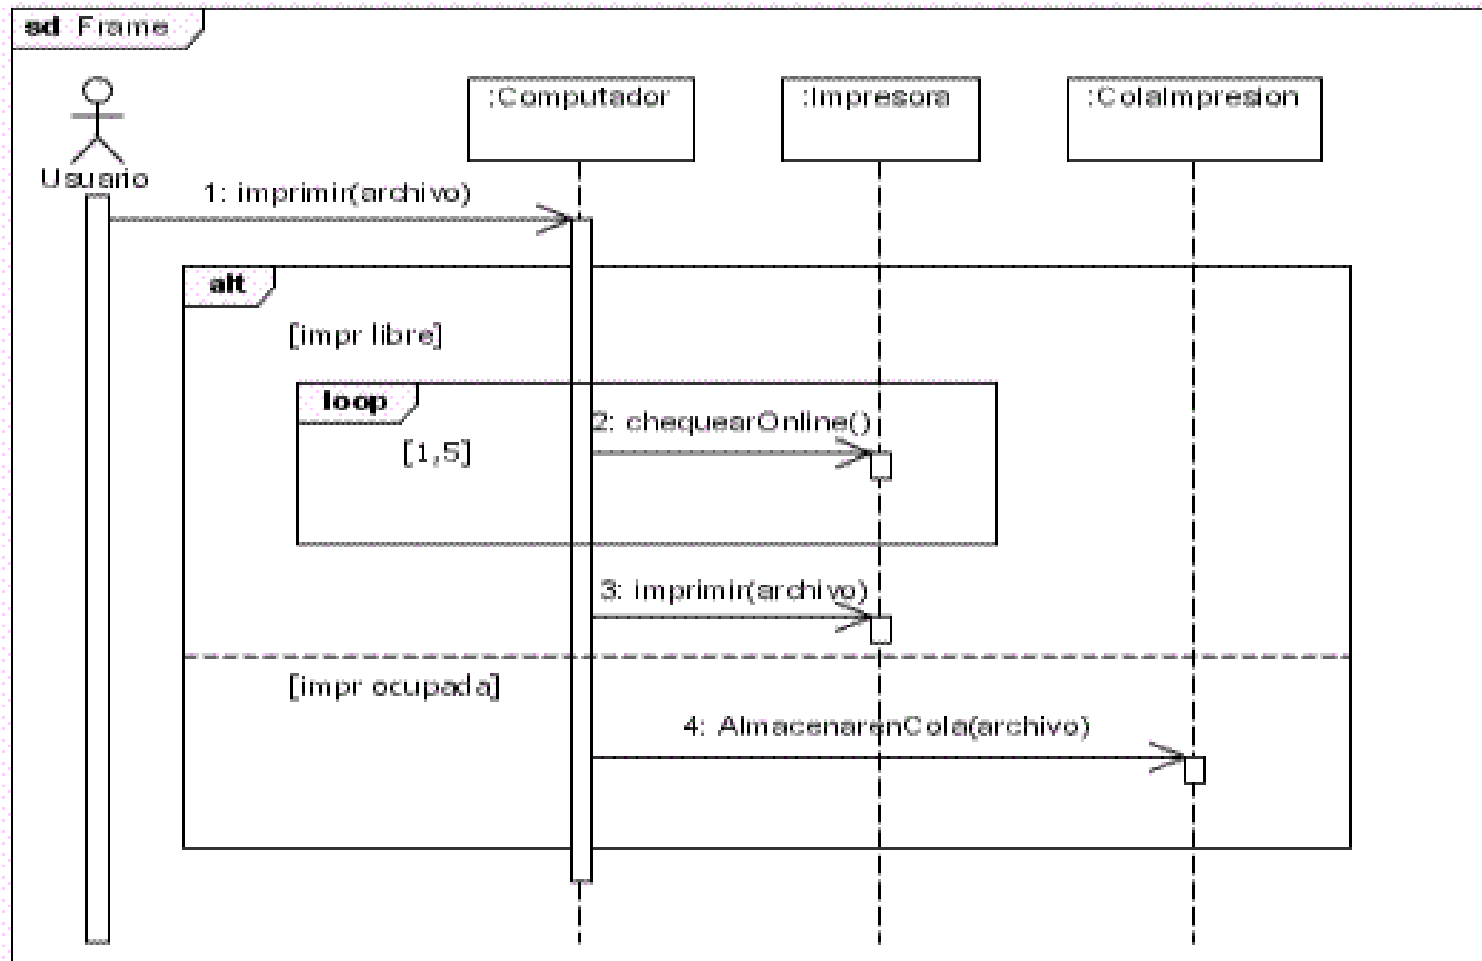 sd Frame
:Computador
:Impresora
:ColaImpresion
Usuario
1: imprimir(archivo)
alt
[impr libre]
loop
2: chequearOnline()
[1,5]
3: imprimir(archivo)
[impr ocupada]
4: AlmacenarenCola(archivo)